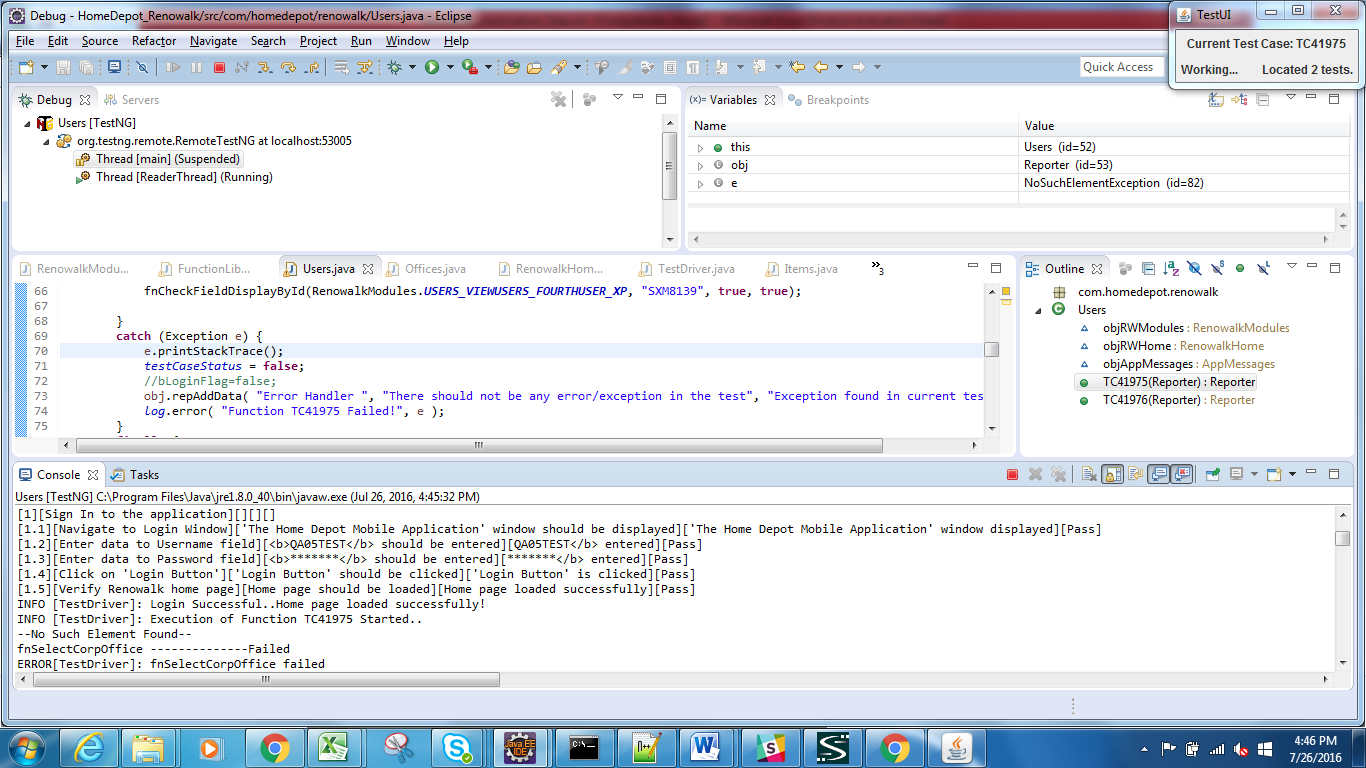 Debug - HomeDepot_Renowalk/src/com/homedepot/renowalk/Users.java - Eclipse
TestUI
Current Test Case: TC41975
Working... Located 2 tests.
File Edit Source Refactor Navigate Search Project Run Window Help
Quick Access
Debug Servers
Users [TestNG]
org.testng.remote.RemoteTestNG at localhost:53005
Thread [main] (Suspended)
Thread [ReaderThread] (Running)
(x)= Variables Breakpoints
Name Value
this Users (id=52)
obj Reporter (id=53)
e NoSuchElementException (id=82)
RenowalkModu... FunctionLib... Users.java Offices.java RenowalkHom... TestDriver.java Items.java »3
66 fnCheckFieldDisplayById(RenowalkModules.USERS_VIEWUSERS_FOURTHUSER_XP, "SXM8139", true, true);
67
68 }
69 catch (Exception e) {
70 e.printStackTrace();
71 testCaseStatus = false;
72 //bLoginFlag=false;
73 obj.repAddData( "Error Handler ", "There should not be any error/exception in the test", "Exception found in current tes
74 log.error( "Function TC41975 Failed!", e );
75 }
Outline
com.homedepot.renowalk
Users
objRWModules : RenowalkModules
objRWHome : RenowalkHome
objAppMessages : AppMessages
TC41975(Reporter) : Reporter
TC41976(Reporter) : Reporter
Console Tasks
Users [TestNG] C:\Program Files\Java\jre1.8.0_40\bin\javaw.exe (Jul 26, 2016, 4:45:32 PM)
[1][Sign In to the application][][][]
[1.1][Navigate to Login Window]['The Home Depot Mobile Application' window should be displayed]['The Home Depot Mobile Application' window displayed][Pass]
[1.2][Enter data to Username field][<b>QA05TEST</b> should be entered][QA05TEST</b> entered][Pass]
[1.3][Enter data to Password field][<b>*******</b> should be entered][*******</b> entered][Pass]
[1.4][Click on 'Login Button']['Login Button' should be clicked]['Login Button' is clicked][Pass]
[1.5][Verify Renowalk home page][Home page should be loaded][Home page loaded successfully][Pass]
INFO [TestDriver]: Login Successful..Home page loaded successfully!
INFO [TestDriver]: Execution of Function TC41975 Started..
--No Such Element Found--
fnSelectCorpOffice --------------Failed
ERROR[TestDriver]: fnSelectCorpOffice failed
Java EE
IDE
4:46 PM
7/26/2016